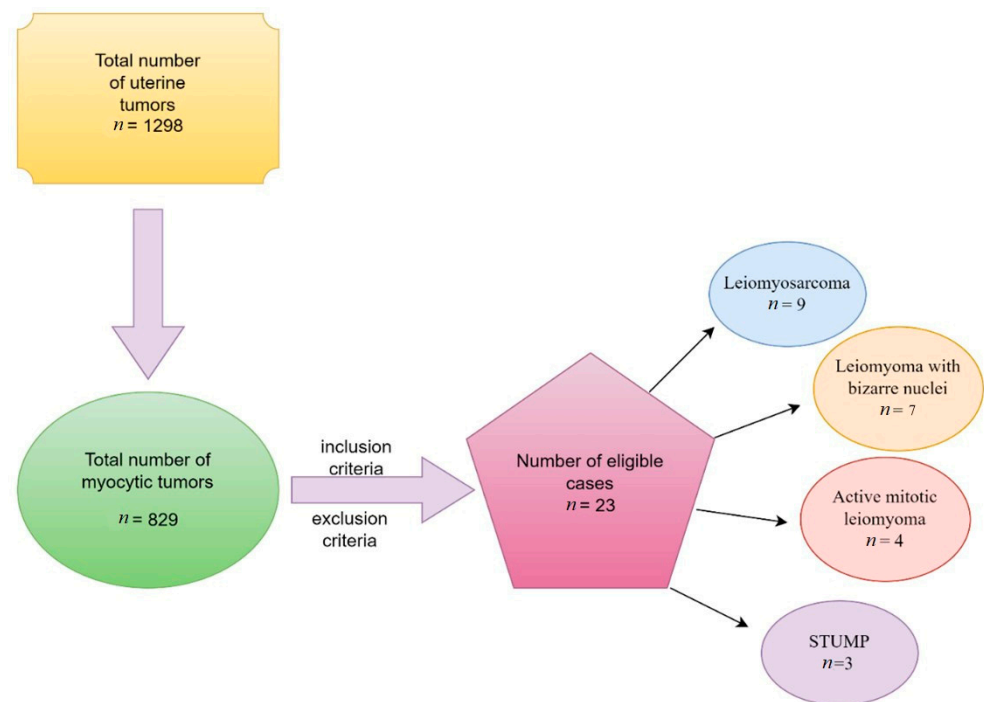 Total number
of uterine
tumors
n = 1298
Total number of
myocytic tumors
n = 829
inclusion
criteria
exclusion
criteria
Number of eligible
cases
n = 23
Leiomyosarcoma
n = 9
Leiomyoma with
bizarre nuclei
n = 7
Active mitotic
leiomyoma
n = 4
STUMP
n=3